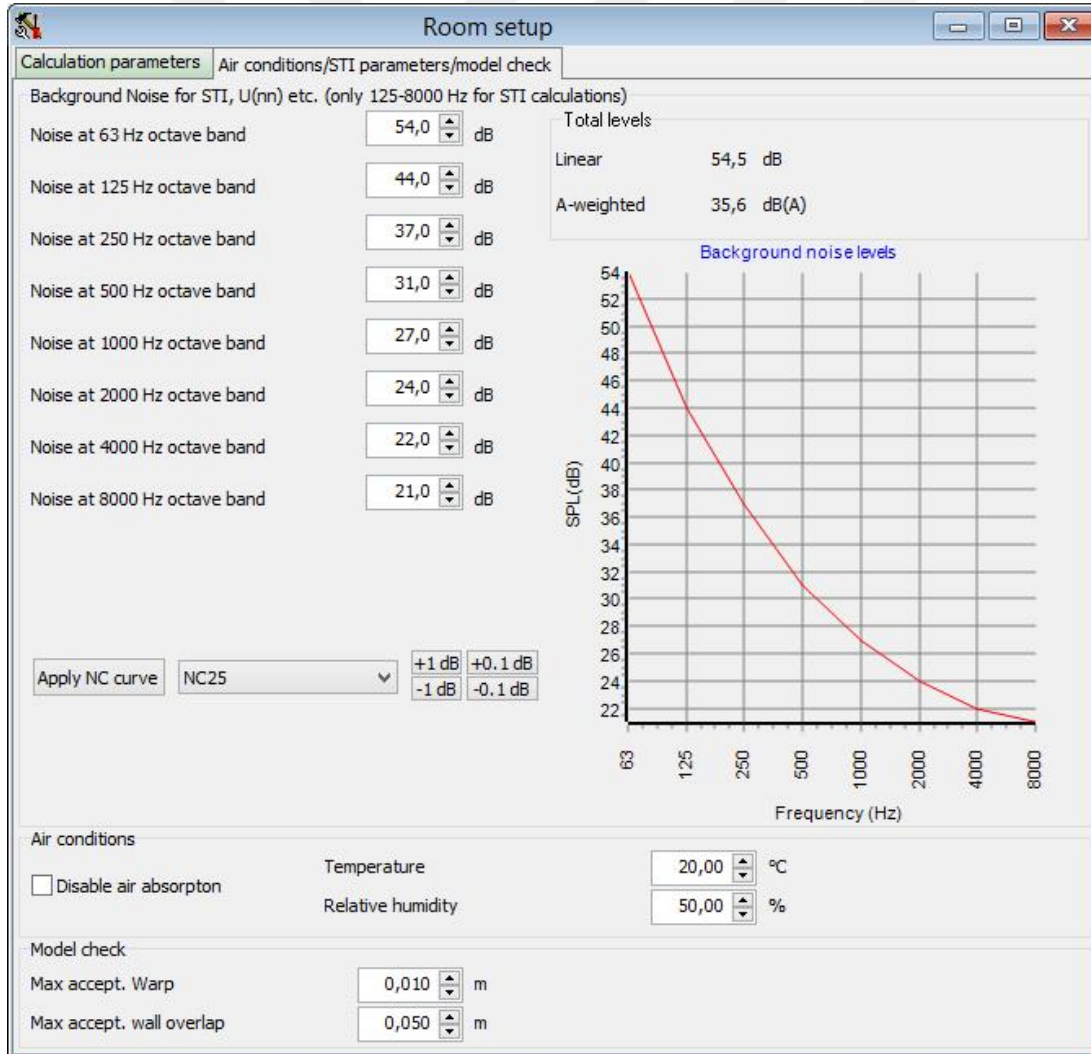 Room setup
Calculation parameters Air conditions/STI parameters/model check
Background Noise for STI, U(nn) etc. (only 125-8000 Hz for STI calculations)
Noise at 63 Hz octave band 54,0 dB
Noise at 125 Hz octave band 44,0 dB
Noise at 250 Hz octave band 37,0 dB
Noise at 500 Hz octave band 31,0 dB
Noise at 1000 Hz octave band 27,0 dB
Noise at 2000 Hz octave band 24,0 dB
Noise at 4000 Hz octave band 22,0 dB
Noise at 8000 Hz octave band 21,0 dB
Apply NC curve NC25 +1 dB +0.1 dB
-1 dB -0.1 dB
Total levels
Linear 54,5 dB
A-weighted 35,6 dB(A)
Background noise levels
54
52
50
48
46
44
42
40
38
36
34
32
30
28
26
24
22
SPL(dB)
63 125 250 500 1000 2000 4000 8000
Frequency (Hz)
Air conditions
Disable air absorpton
Temperature 20,00 ºC
Relative humidity 50,00 %
Model check
Max accept. Warp 0,010 m
Max accept. wall overlap 0,050 m